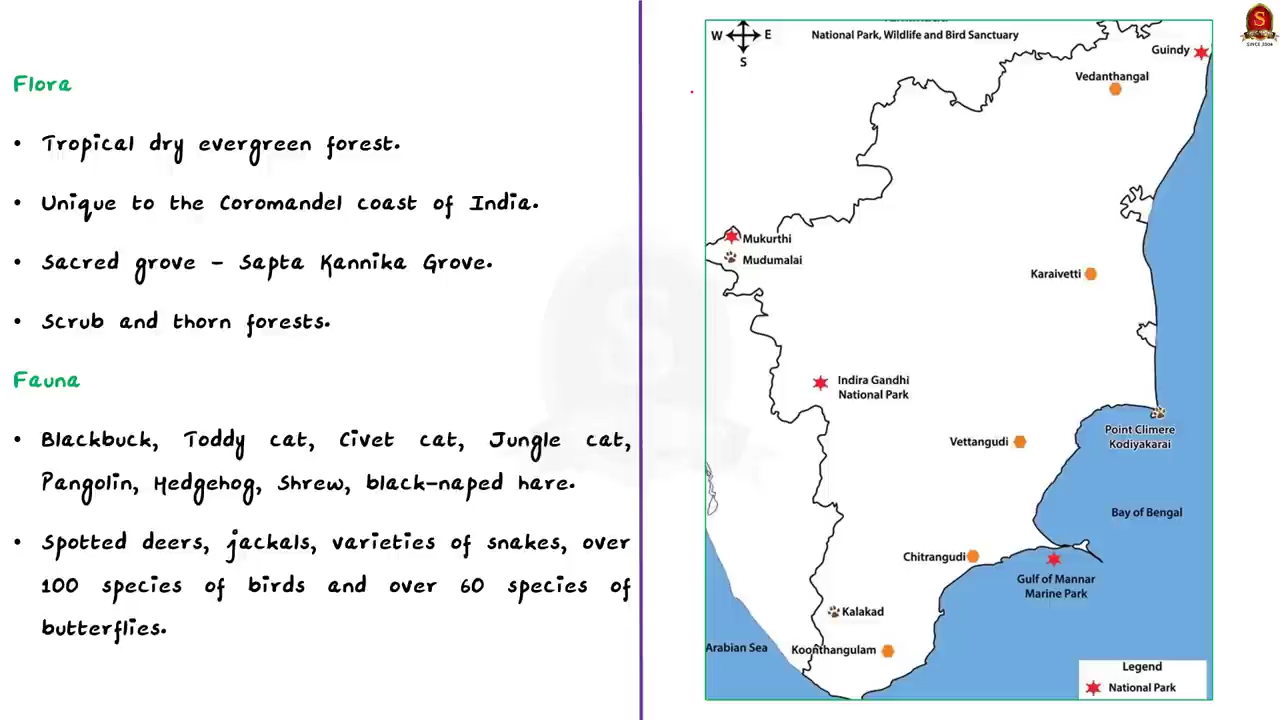 Flora
• Tropical dry evergreen forest.
• Unique to the Coromandel coast of India.
• Sacred grove - Sapta Kannika Grove.
• Scrub and thorn forests.
Fauna
• Blackbuck, Toddy cat, Civet cat, Jungle cat,
Pangolin, Hedgehog, Shrew, black-naped hare.
• Spotted deers, jackals, varieties of snakes, over
100 species of birds and over 60 species of
butterflies.
W E
S
National Park, Wildlife and Bird Sanctuary
Guindy
Vedanthangal
Mukurthi
Mudumalai
Karaivetti
Indira Gandhi
National Park
Point Climere
Kodiyakarai
Vettangudi
Bay of Bengal
Chitrangudi
Gulf of Mannar
Marine Park
Kalakad
Arabian Sea
Koonthangulam
Legend
National Park
S
SINCE 2004